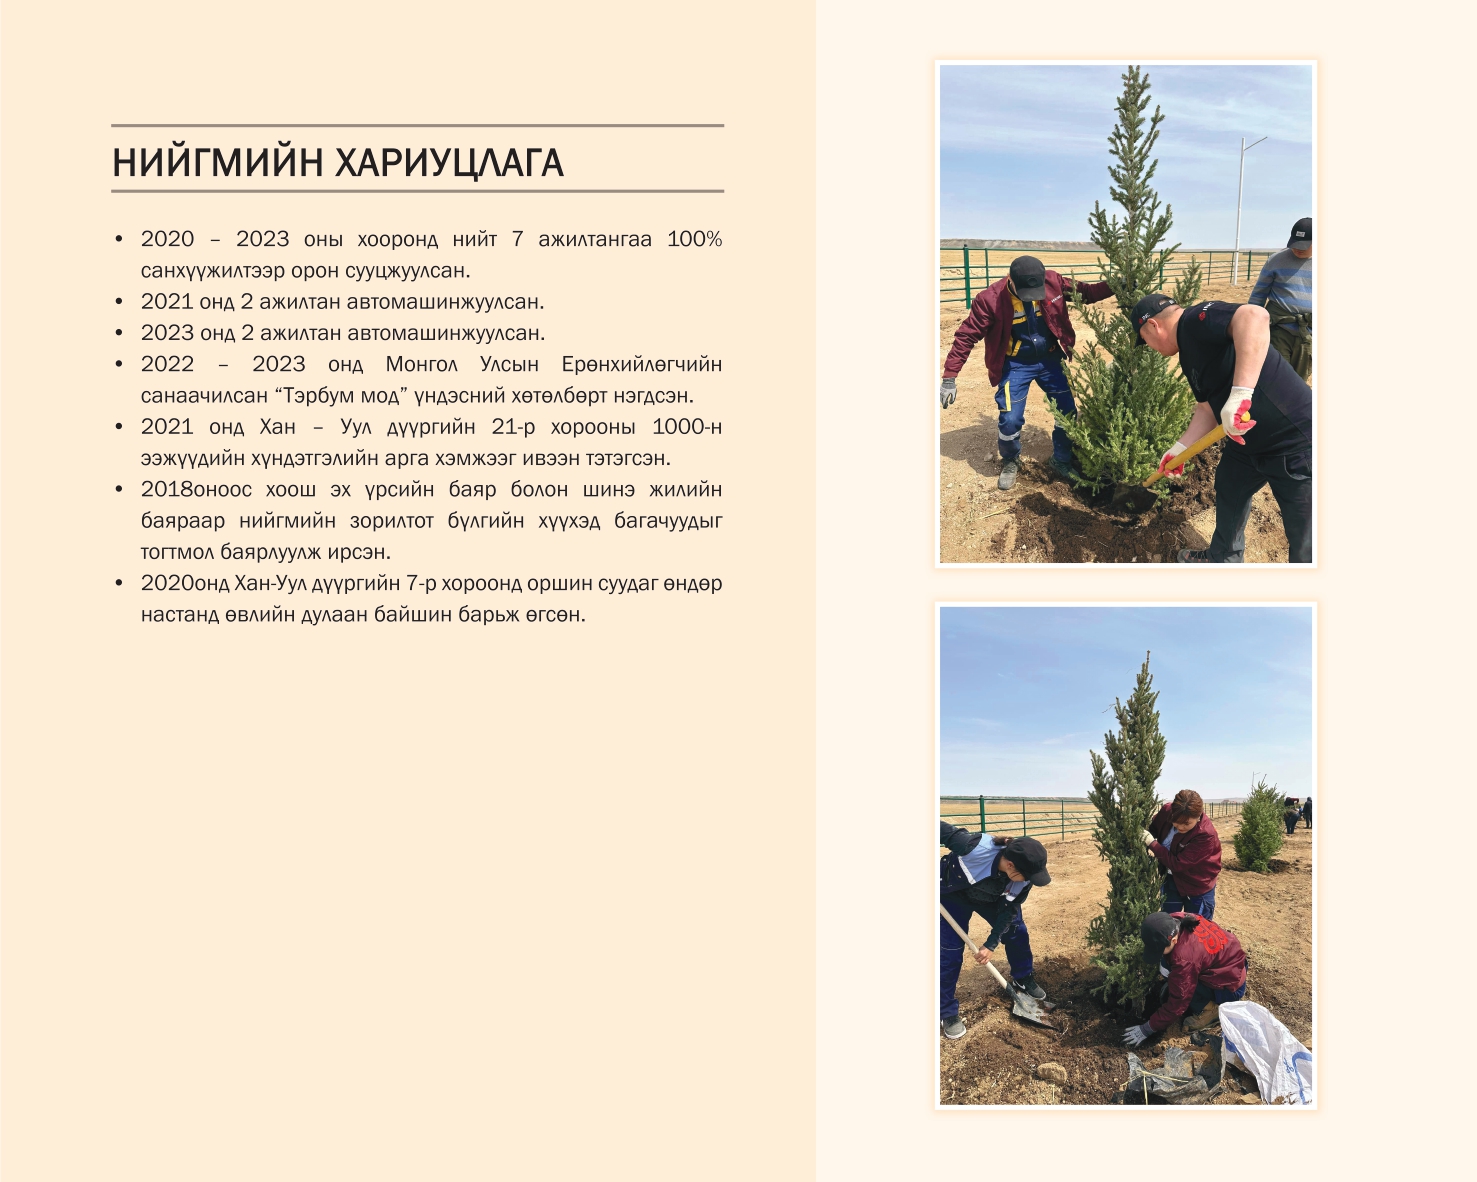 НИЙГМИЙН ХАРИУЦЛАГА
• 2020 – 2023 оны хооронд нийт 7 ажилтангаа 100%
санхүүжилтээр орон сууцжуулсан.
• 2021 онд 2 ажилтан автомашинжуулсан.
• 2023 онд 2 ажилтан автомашинжуулсан.
• 2022 – 2023 онд Монгол Улсын Ерөнхийлөгчийн
санаачилсан “Тэрбум мод” үндэсний хөтөлбөрт нэгдсэн.
• 2021 онд Хан – Уул дүүргийн 21-р хорооны 1000-н
ээжүүдийн хүндэтгэлийн арга хэмжээг ивээн тэтэгсэн.
• 2018оноос хоош эх үрсийн баяр болон шинэ жилийн
баяраар нийгмийн зорилтот бүлгийн хүүхэд багачуудыг
тогтмол баярлуулж ирсэн.
• 2020онд Хан-Уул дүүргийн 7-р хороонд оршин суудаг өндөр
настанд өвлийн дулаан байшин барьж өгсөн.